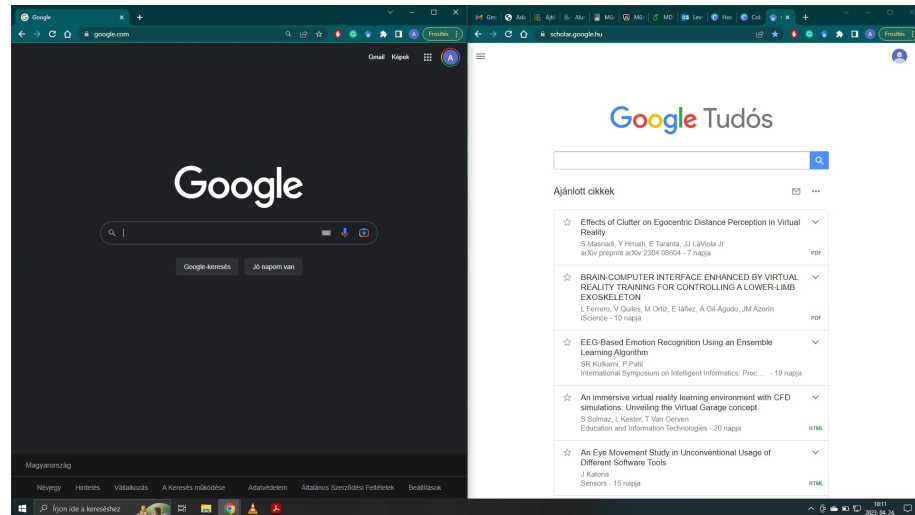 Google
google.com
Frissítés
Gmail Képek
A
Google
Google-keresés Jó napom van
Magyarország
Névjegy Hirdetés Vállalkozás A Keresés működése Adatvédelem Általános Szerződési Feltételek Beállítások
scholar.google.hu
Frissítés
Google Tudós
Ajánlott cikkek
Effects of Clutter on Egocentric Distance Perception in Virtual
Reality
S Masnadi, Y Hmaiti, E Taranta, JJ LaViola Jr
arXiv preprint arXiv:2304.08604 - 7 napja
PDF
BRAIN-COMPUTER INTERFACE ENHANCED BY VIRTUAL
REALITY TRAINING FOR CONTROLLING A LOWER-LIMB
EXOSKELETON
L Ferrero, V Quiles, M Ortiz, E Iáñez, Á Gil-Agudo, JM Azorín
iScience - 10 napja
PDF
EEG-Based Emotion Recognition Using an Ensemble
Learning Algorithm
SR Kulkarni, P Patil
International Symposium on Intelligent Informatics: Proc... - 19 napja
An immersive virtual reality learning environment with CFD
simulations: Unveiling the Virtual Garage concept
S Solmaz, L Kester, T Van Gerven
Education and Information Technologies - 20 napja
HTML
An Eye Movement Study in Unconventional Usage of
Different Software Tools
J Katona
Sensors - 15 napja
HTML
Írjon ide a kereséshez
10:11
2023. 04. 24.